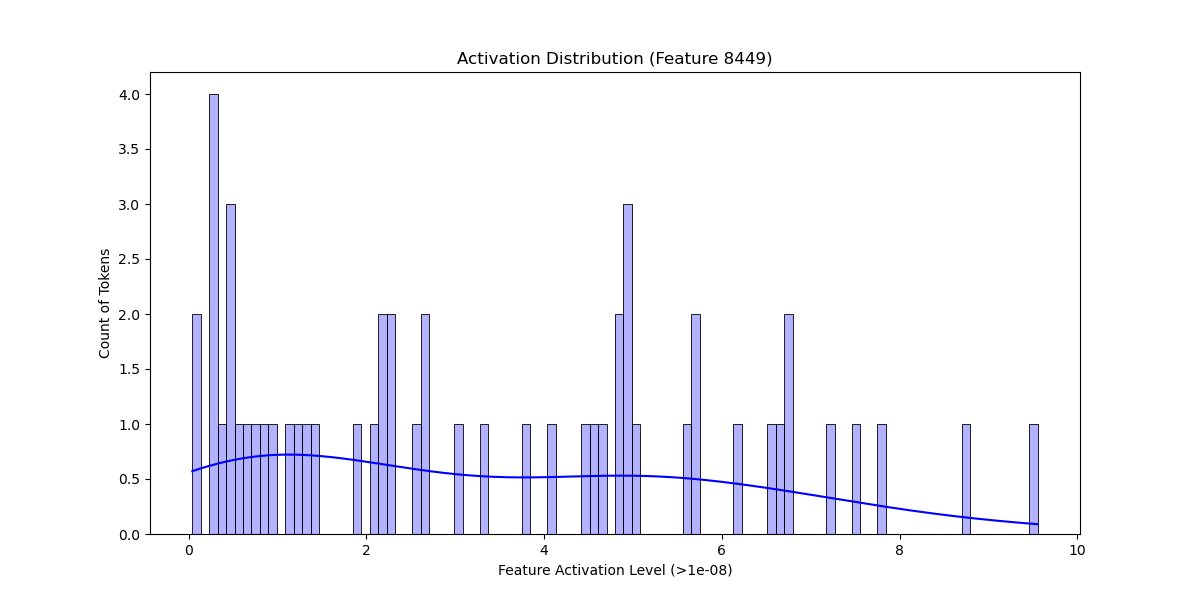 Activation Distribution (Feature 8449)
4.0
3.5
3.0
2.5
2.0
1.5
1.0
0.5
0.0
Count of Tokens
0 2 4 6 8 10
Feature Activation Level (>1e-08)